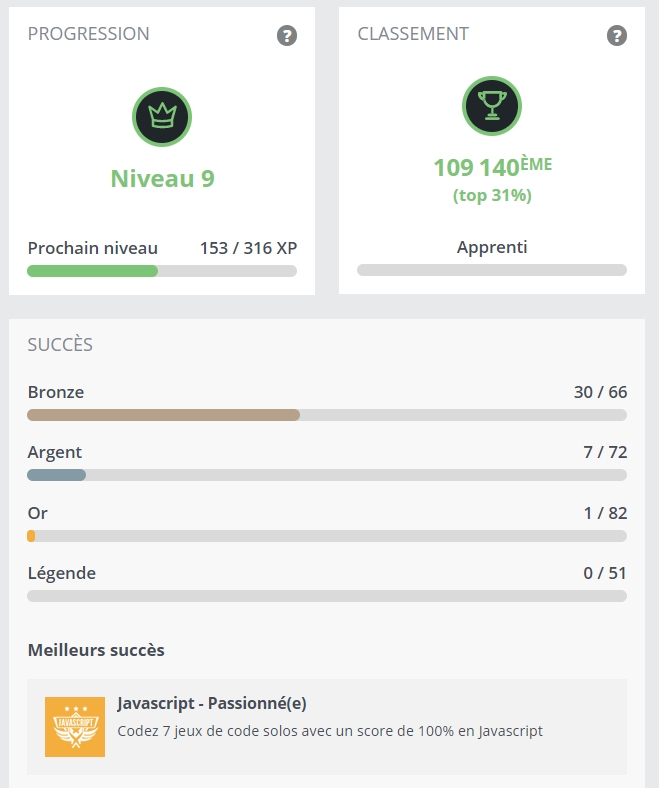 PROGRESSION
?
Niveau 9
Prochain niveau 153 / 316 XP
CLASSEMENT
?
109 140ÈME
(top 31%)
Apprenti
SUCCÈS
Bronze 30 / 66
Argent 7 / 72
Or 1 / 82
Légende 0 / 51
Meilleurs succès
JAVASCRIPT
Javascript - Passionné(e)
Codez 7 jeux de code solos avec un score de 100% en Javascript